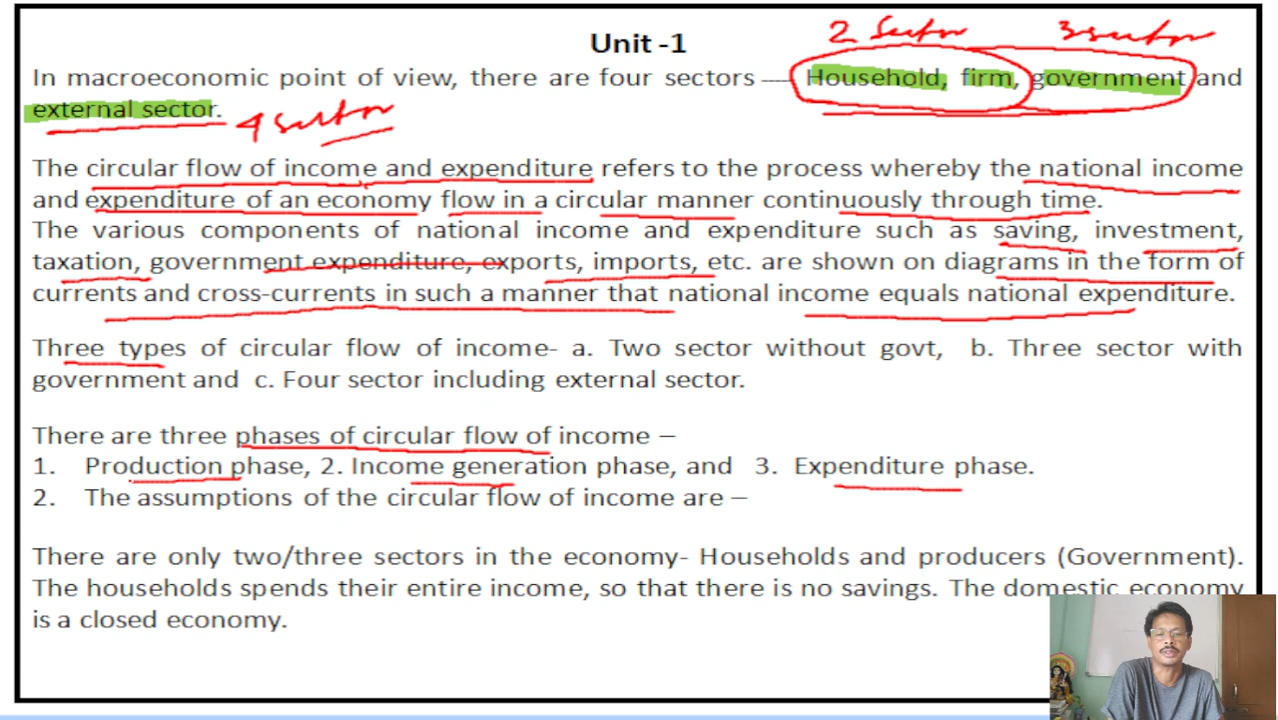 2 Sector 3 sector
Unit -1
In macroeconomic point of view, there are four sectors — Household, firm, government and
external sector.
4 Sector
The circular flow of income and expenditure refers to the process whereby the national income
and expenditure of an economy flow in a circular manner continuously through time.
The various components of national income and expenditure such as saving, investment,
taxation, government expenditure, exports, imports, etc. are shown on diagrams in the form of
currents and cross-currents in such a manner that national income equals national expenditure.
Three types of circular flow of income- a. Two sector without govt, b. Three sector with
government and c. Four sector including external sector.
There are three phases of circular flow of income –
1. Production phase, 2. Income generation phase, and 3. Expenditure phase.
2. The assumptions of the circular flow of income are –
There are only two/three sectors in the economy- Households and producers (Government).
The households spends their entire income, so that there is no savings. The domestic economy
is a closed economy.